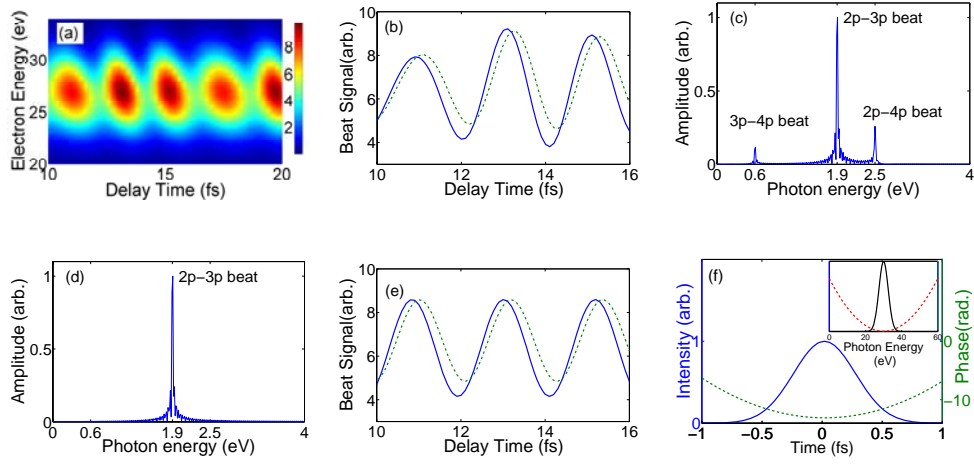 (a)
Electron Energy (ev)
30
27
25
20
10
15
20
Delay Time (fs)
8
6
4
2
(b)
Beat Signal(arb.)
10
8
6
4
10
12
14
16
Delay Time (fs)
(c)
Amplitude (arb.)
1
0.5
0
2p−3p beat
3p−4p beat
2p−4p beat
0
0.6
1.9
2.5
4
Photon energy (eV)
(d)
Amplitude (arb.)
1
0.5
0
2p−3p beat
0
0.6
1.9
2.5
4
Photon energy (eV)
(e)
Beat Signal(arb.)
10
8
6
4
10
12
14
16
Delay Time (fs)
(f)
Intensity (arb.)
1
0
0
30
60
Photon Energy
(eV)
Phase(rad.)
0
−10
−1
−0.5
0
0.5
1
Time (fs)